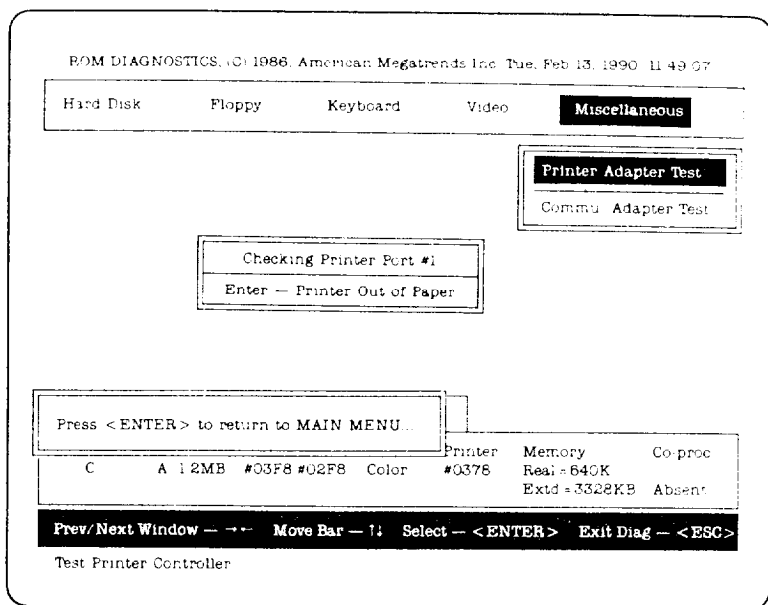 ROM DIAGNOSTICS, (C) 1986, American Megatrends Inc. Tue, Feb 13, 1990 11:49:07
Hard Disk Floppy Keyboard Video Miscellaneous
Printer Adapter Test
Commu. Adapter Test
Checking Printer Port #1
Enter — Printer Out of Paper
Press <ENTER> to return to MAIN MENU...
Printer Memory Co-proc
C A 1.2MB #03F8 #02F8 Color #0378 Real = 640K
Extd = 3328KB Absent
Prev/Next Window — →← Move Bar — ↑↓ Select — <ENTER> Exit Diag — <ESC>
Test Printer Controller